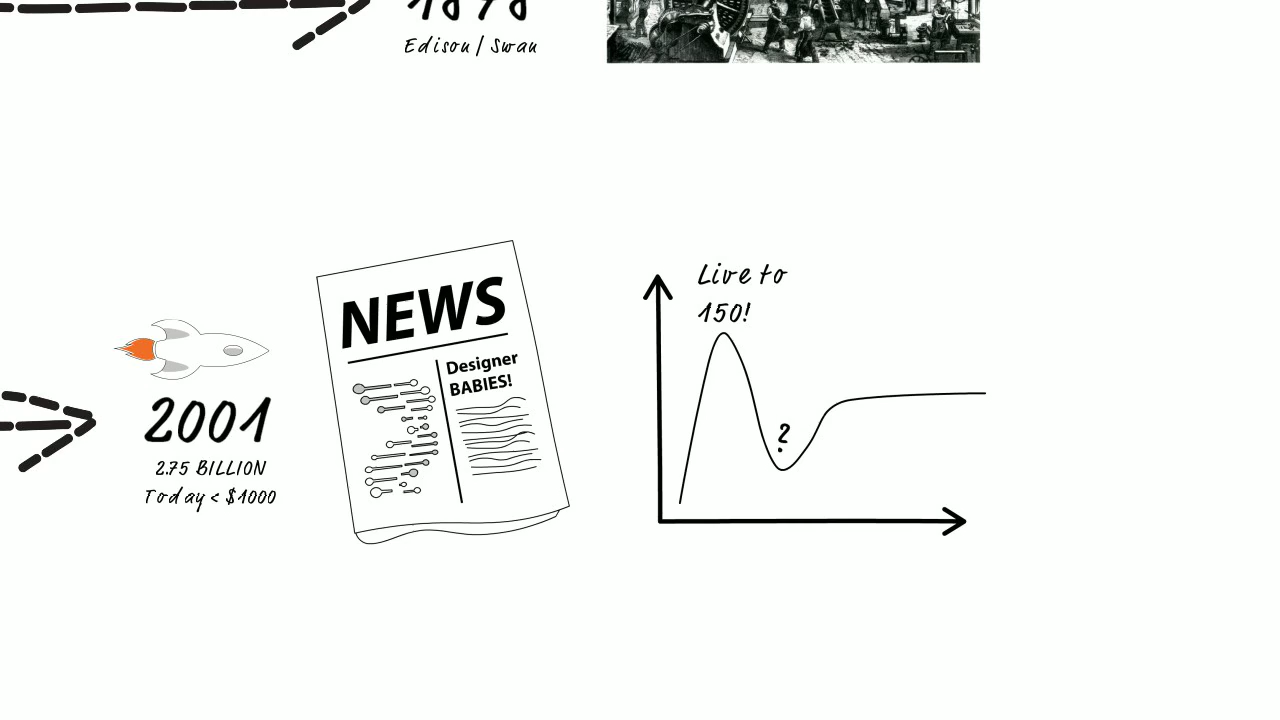 Edison / Swan
NEWS
Designer
BABIES!
2001
2.75 BILLION
Today < $1000
Live to
150!
?